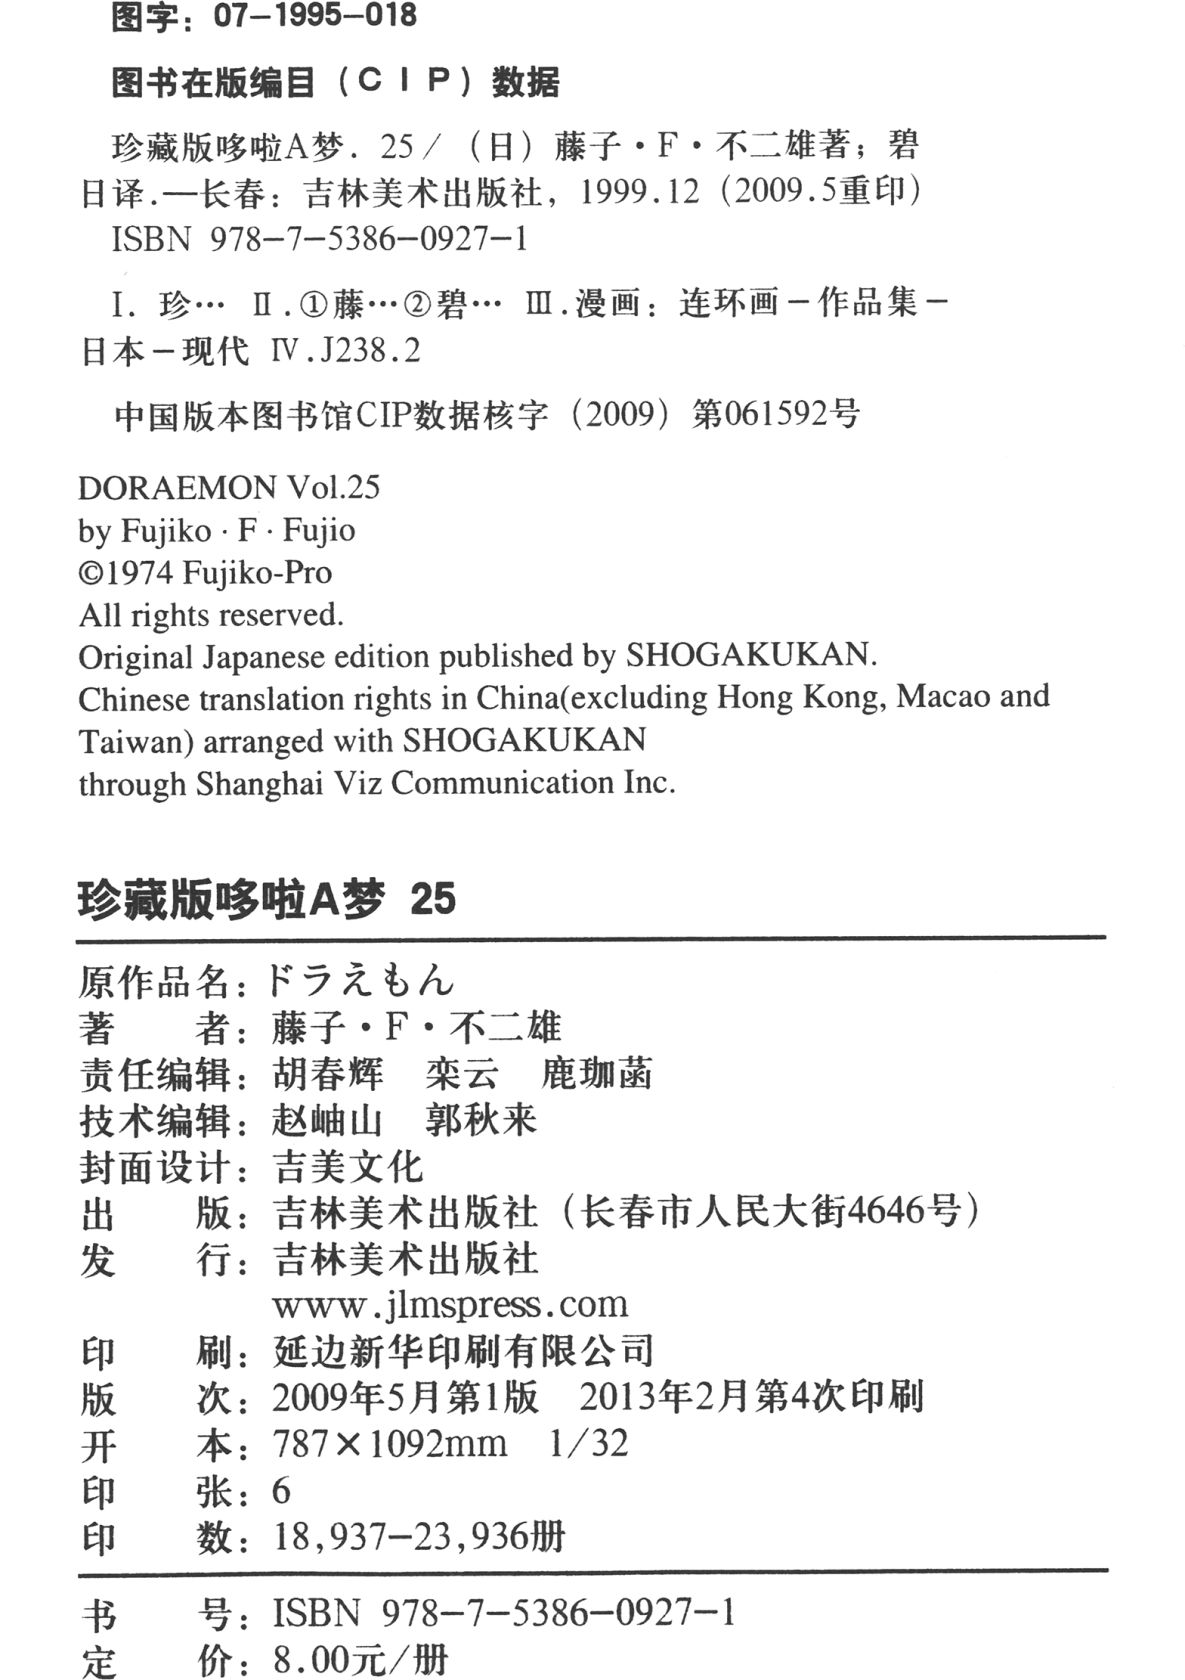 图字：07-1995-018
图书在版编目（CIP）数据
珍藏版哆啦A梦．25／（日）藤子·F·不二雄著；碧
日译.—长春：吉林美术出版社，1999.12（2009.5重印）
ISBN 978-7-5386-0927-1
Ⅰ．珍… Ⅱ.①藤…②碧… Ⅲ.漫画：连环画－作品集－
日本－现代 Ⅳ.J238.2
中国版本图书馆CIP数据核字（2009）第061592号
DORAEMON Vol.25
by Fujiko · F · Fujio
©1974 Fujiko-Pro
All rights reserved.
Original Japanese edition published by SHOGAKUKAN.
Chinese translation rights in China(excluding Hong Kong, Macao and
Taiwan) arranged with SHOGAKUKAN
through Shanghai Viz Communication Inc.
珍藏版哆啦A梦 25
原作品名：ドラえもん
著　　者：藤子·F·不二雄
责任编辑：胡春辉　栾云　鹿珈菡
技术编辑：赵岫山　郭秋来
封面设计：吉美文化
出　　版：吉林美术出版社（长春市人民大街4646号）
发　　行：吉林美术出版社
www.jlmspress.com
印　　刷：延边新华印刷有限公司
版　　次：2009年5月第1版　2013年2月第4次印刷
开　　本：787×1092mm　1/32
印　　张：6
印　　数：18,937—23,936册
书　　号：ISBN 978-7-5386-0927-1
定　　价：8.00元/册